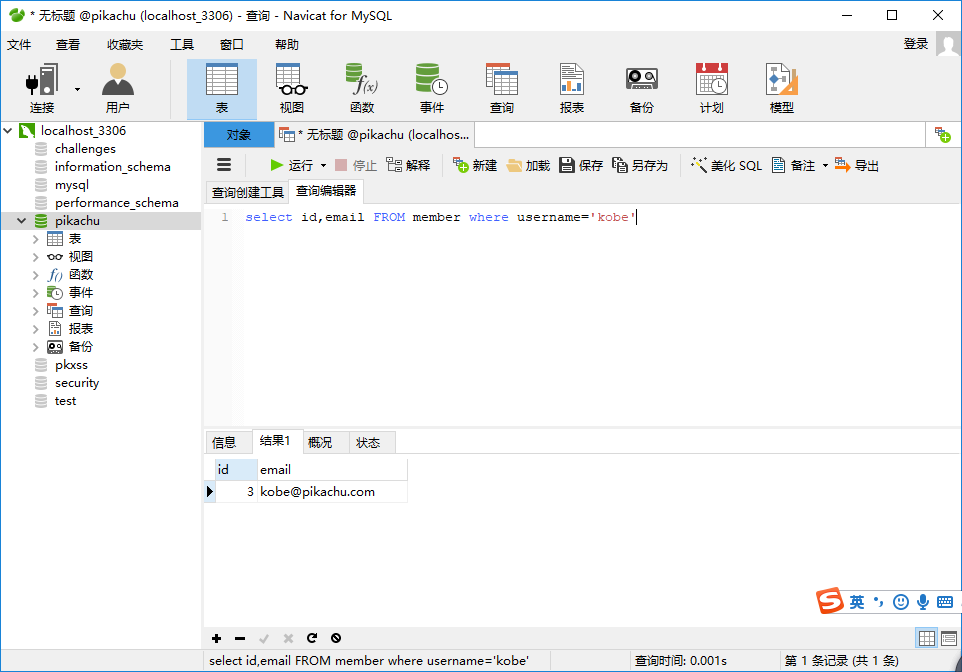 * 无标题 @pikachu (localhost_3306) - 查询 - Navicat for MySQL
文件 查看 收藏夹 工具 窗口 帮助 登录
连接 用户 表 视图 函数 事件 查询 报表 备份 计划 模型
localhost_3306
challenges
information_schema
mysql
performance_schema
pikachu
表
视图
函数
事件
查询
报表
备份
pkxss
security
test
对象 * 无标题 @pikachu (localhos...
运行 停止 解释 新建 加载 保存 另存为 美化 SQL 备注 导出
查询创建工具 查询编辑器
1 select id,email FROM member where username='kobe'
信息 结果1 概况 状态
id email
3 kobe@pikachu.com
英
select id,email FROM member where username='kobe' 查询时间: 0.001s 第 1 条记录 (共 1 条)